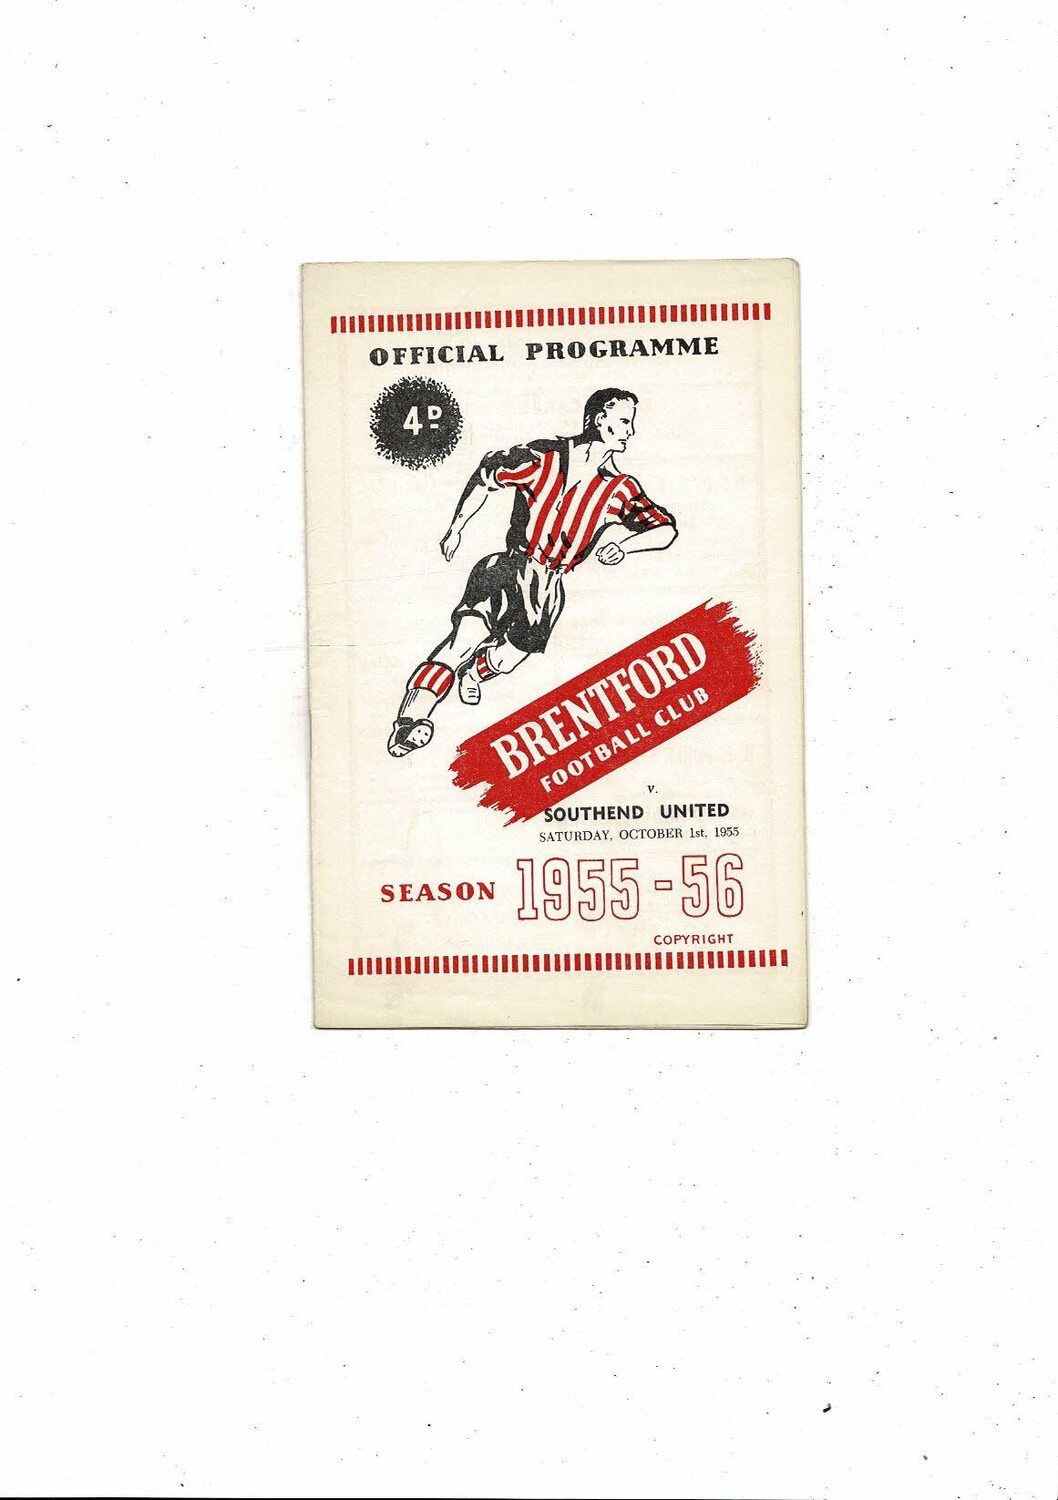 OFFICIAL PROGRAMME
4D
BRENTFORD
FOOTBALL CLUB
v.
SOUTHEND UNITED
SATURDAY, OCTOBER 1st, 1955
SEASON 1955-56
COPYRIGHT